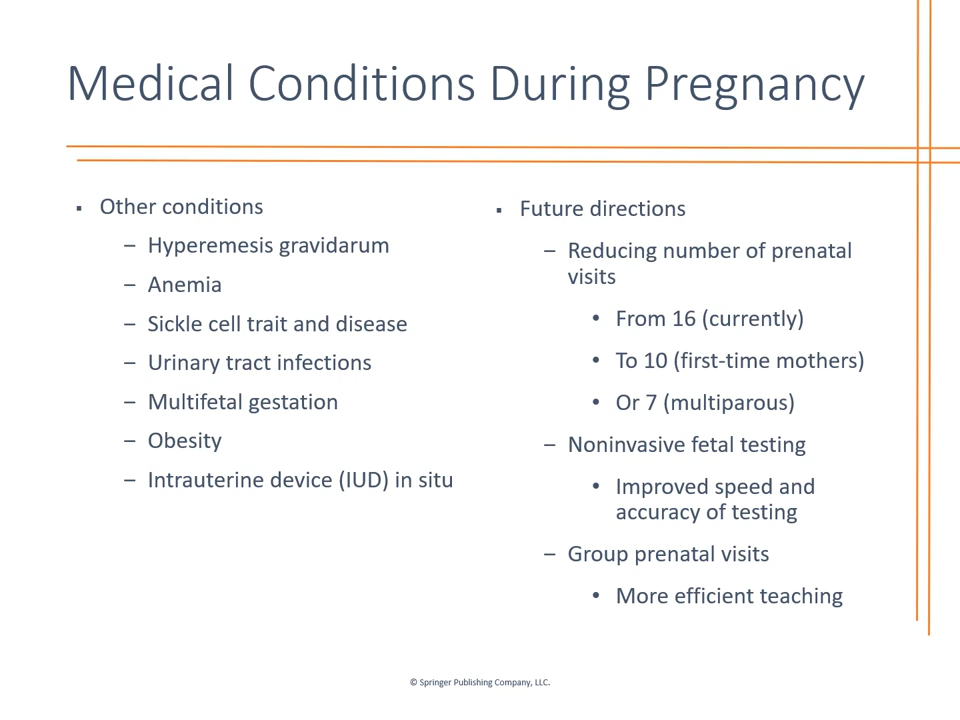 Medical Conditions During Pregnancy
▪ Other conditions
– Hyperemesis gravidarum
– Anemia
– Sickle cell trait and disease
– Urinary tract infections
– Multifetal gestation
– Obesity
– Intrauterine device (IUD) in situ
▪ Future directions
– Reducing number of prenatal
visits
• From 16 (currently)
• To 10 (first-time mothers)
• Or 7 (multiparous)
– Noninvasive fetal testing
• Improved speed and
accuracy of testing
– Group prenatal visits
• More efficient teaching
© Springer Publishing Company, LLC.